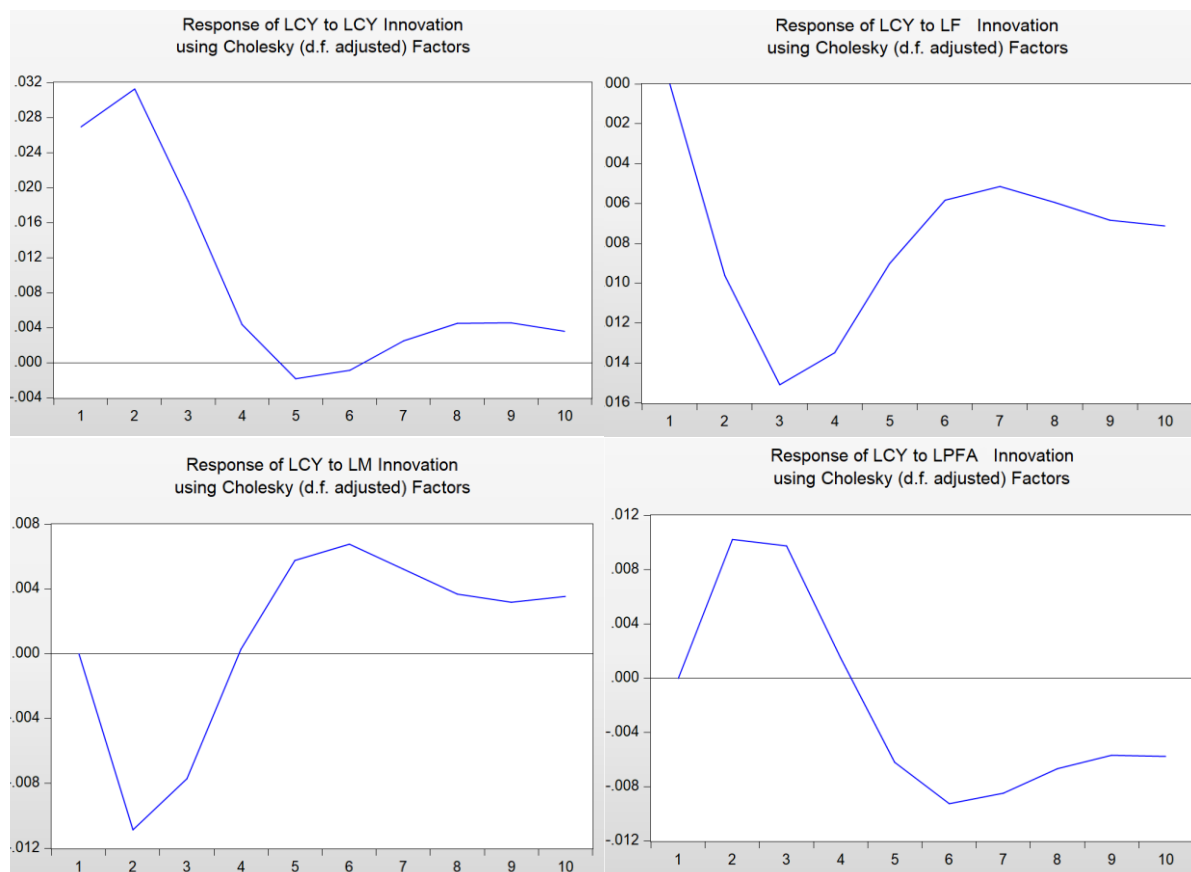 Response of LCY to LCY Innovation
using Cholesky (d.f. adjusted) Factors
.032
.028
.024
.020
.016
.012
.008
.004
.000
-.004
1 2 3 4 5 6 7 8 9 10
Response of LCY to LF Innovation
using Cholesky (d.f. adjusted) Factors
000
002
004
006
008
010
012
014
016
1 2 3 4 5 6 7 8 9 10
Response of LCY to LM Innovation
using Cholesky (d.f. adjusted) Factors
.008
.004
.000
.004
.008
.012
1 2 3 4 5 6 7 8 9 10
Response of LCY to LPFA Innovation
using Cholesky (d.f. adjusted) Factors
.012
.008
.004
.000
-.004
-.008
-.012
1 2 3 4 5 6 7 8 9 10